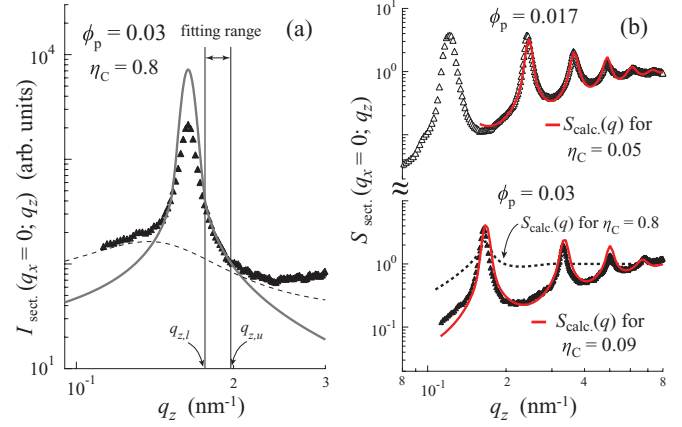 (a)
ϕp = 0.03
ηC = 0.8
fitting range
I sect. (qx = 0; qz) (arb. units)
10^4
10^1
qz,l
qz,u
10^-1
2
3
qz (nm^-1)
(b)
ϕp = 0.017
S sect. (qx = 0; qz)
10^0
10^-1
Scalc.(q) for
ηC = 0.05
≈
ϕp = 0.03
Scalc.(q) for ηC = 0.8
10^0
10^-1
Scalc.(q) for
ηC = 0.09
8
10^-1
2
4
6
8
qz (nm^-1)